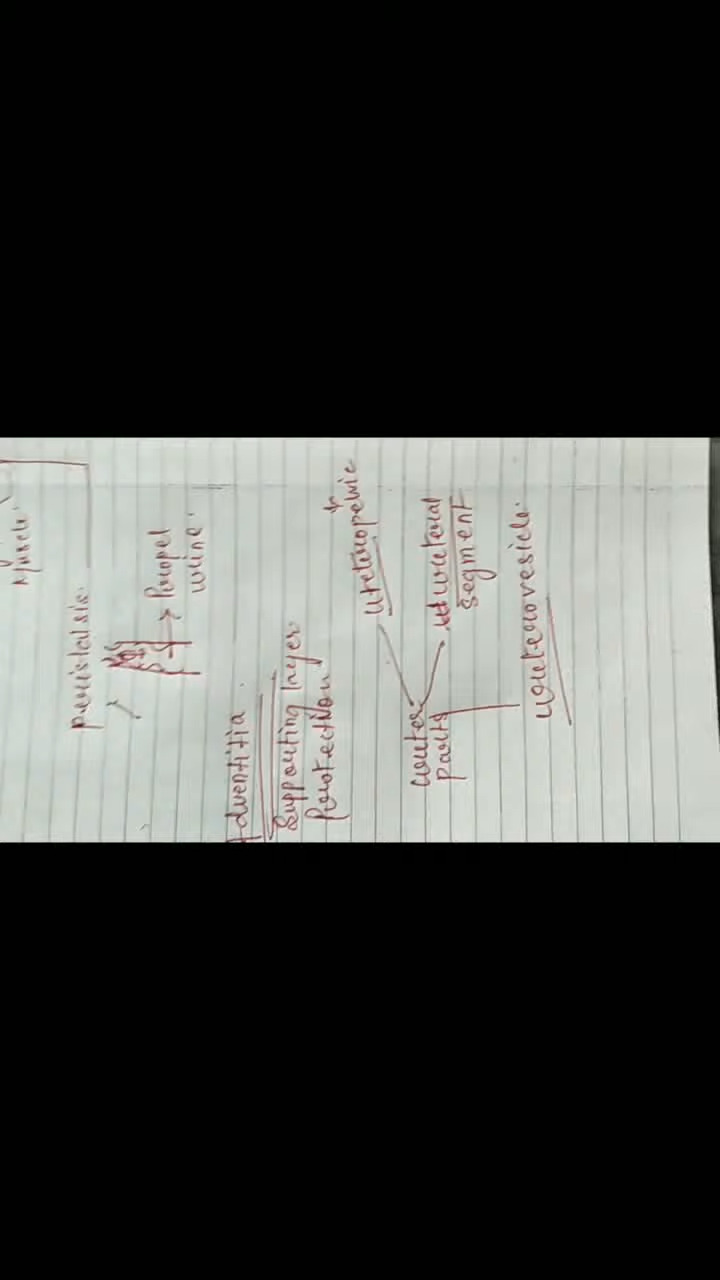 Muscle.
peristalsis.
→ Propel
urine.
Adventitia.
Supporting layer
Protection
ureteropelvic
ureter
parts
ureteral
segment
ureterovesicle.